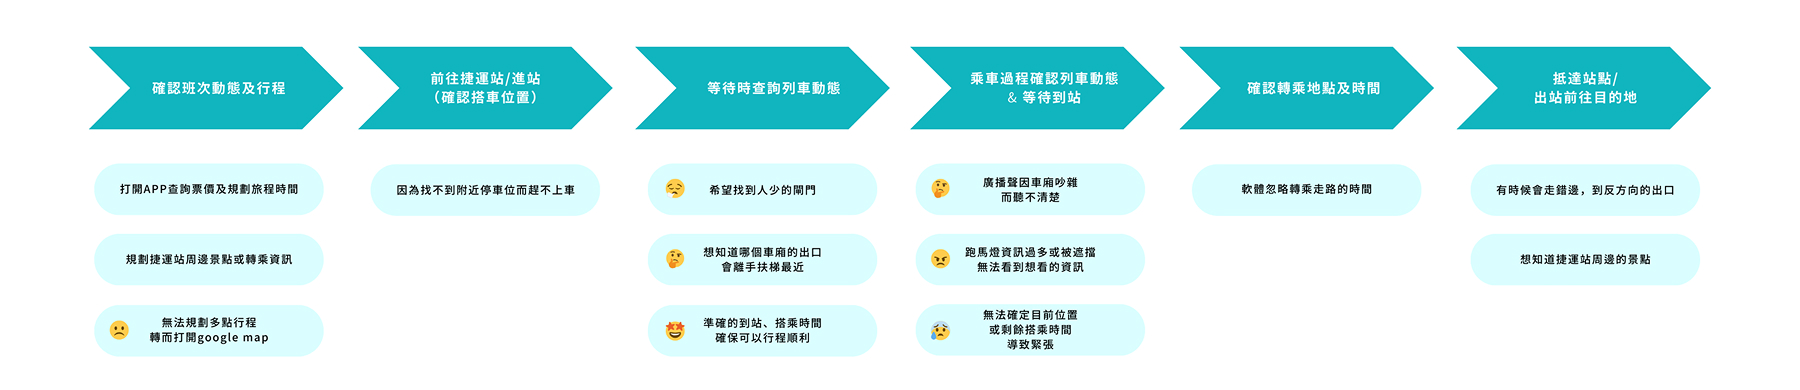 確認班次動態及行程
前往捷運站/進站
（確認搭車位置）
等待時查詢列車動態
乘車過程確認列車動態
& 等待到站
確認轉乘地點及時間
抵達站點/
出站前往目的地
打開APP查詢票價及規劃旅程時間
規劃捷運站周邊景點或轉乘資訊
無法規劃多點行程
轉而打開google map
因為找不到附近停車位而趕不上車
希望找到人少的閘門
想知道哪個車廂的出口
會離手扶梯最近
準確的到站、搭乘時間
確保可以行程順利
廣播聲因車廂吵雜
而聽不清楚
跑馬燈資訊過多或被遮擋
無法看到想看的資訊
無法確定目前位置
或剩餘搭乘時間
導致緊張
軟體忽略轉乘走路的時間
有時候會走錯邊，到反方向的出口
想知道捷運站周邊的景點